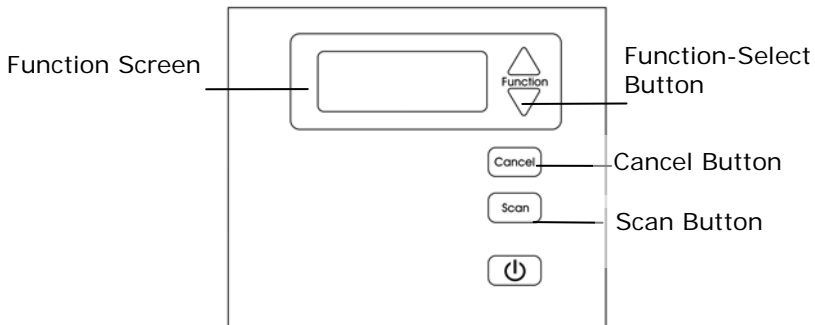 Function Screen
Function
Function-Select
Button
Cancel
Cancel Button
Scan
Scan Button